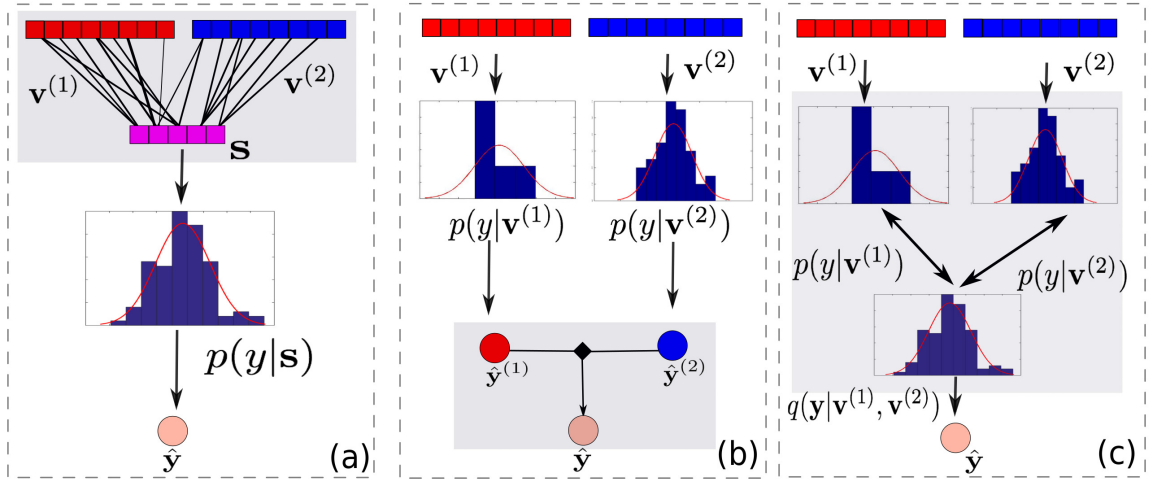 v^(1)
v^(2)
s
p(y|s)
ŷ
(a)
v^(1)
v^(2)
p(y|v^(1))
p(y|v^(2))
ŷ^(1)
ŷ^(2)
ŷ
(b)
v^(1)
v^(2)
p(y|v^(1))
p(y|v^(2))
q(y|v^(1), v^(2))
ŷ
(c)